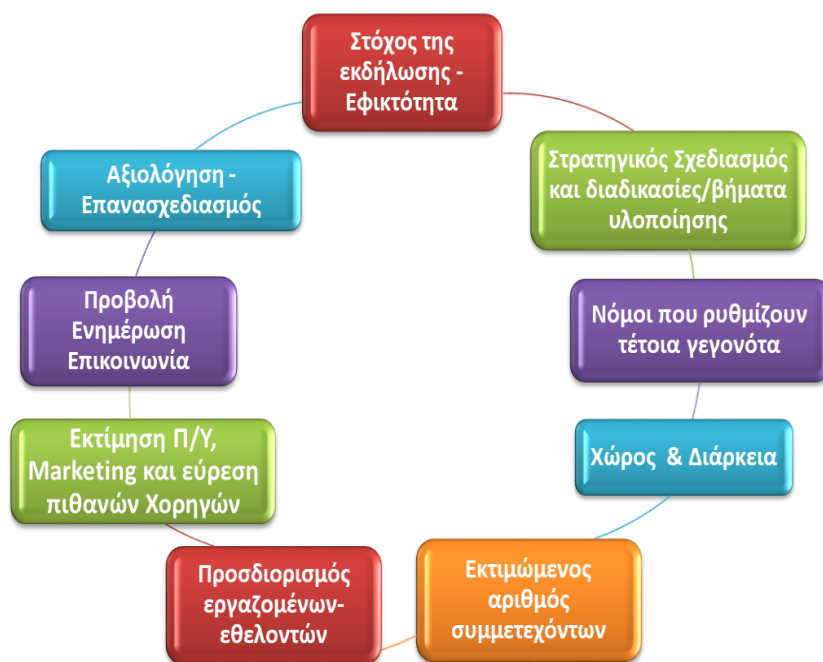 Στόχος της
εκδήλωσης -
Εφικτότητα
Στρατηγικός Σχεδιασμός
και διαδικασίες/βήματα
υλοποίησης
Νόμοι που ρυθμίζουν
τέτοια γεγονότα
Χώρος & Διάρκεια
Εκτιμώμενος
αριθμός
συμμετεχόντων
Προσδιορισμός
εργαζομένων-
εθελοντών
Εκτίμηση Π/Υ,
Marketing και εύρεση
πιθανών Χορηγών
Προβολή
Ενημέρωση
Επικοινωνία
Αξιολόγηση -
Επανασχεδιασμός